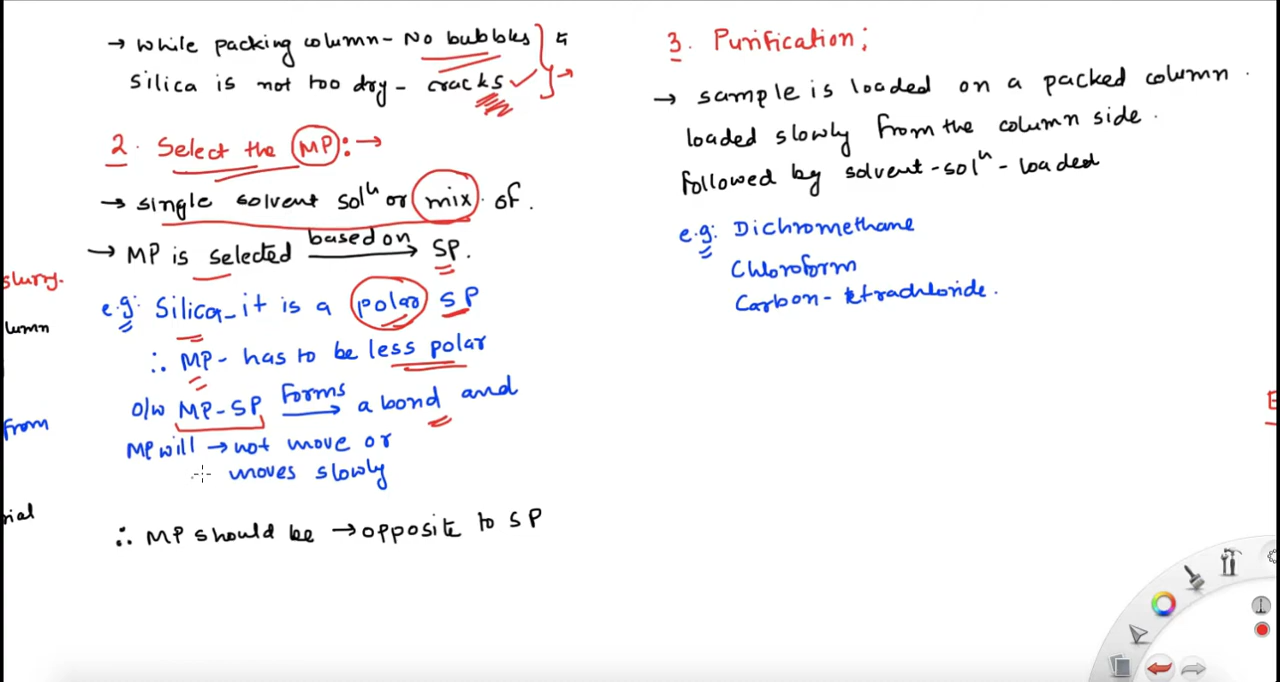 → while packing column - No bubbles &
silica is not too dry - cracks ✓ →
2. Select the MP: →
→ single solvent solⁿ or mix. of.
→ MP is selected based on → SP.
slurry.
e.g: Silica - it is a polar SP
lumn
∴ MP - has to be less polar
o/w MP-SP Forms → a bond and
from
MP will → not move or
moves slowly
rial
∴ MP should be → opposite to SP
3. Purification;
→ sample is loaded on a packed column.
loaded slowly from the column side.
followed by solvent - solⁿ - loaded
e.g: Dichromethane
Chloroform
Carbon - tetrachloride.
E